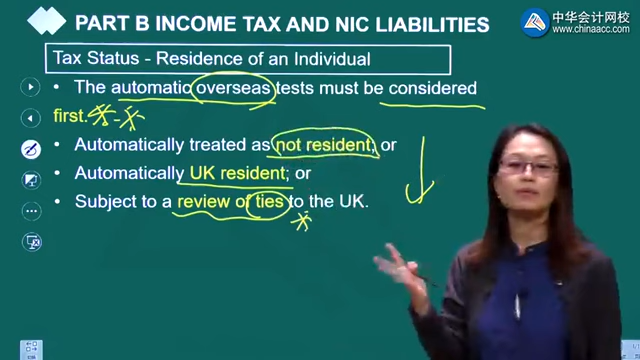 PART B INCOME TAX AND NIC LIABILITIES
中华会计网校
www.chinaacc.com
Tax Status - Residence of an Individual
The automatic overseas tests must be considered
first.
Automatically treated as not resident; or
Automatically UK resident; or
Subject to a review of ties to the UK.